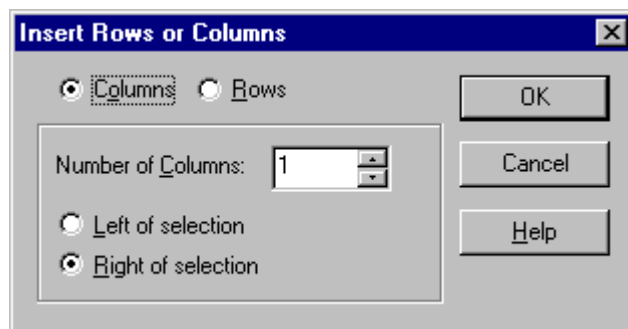 Insert Rows or Columns
Columns Rows
OK
Number of Columns: 1
Cancel
Left of selection
Right of selection
Help